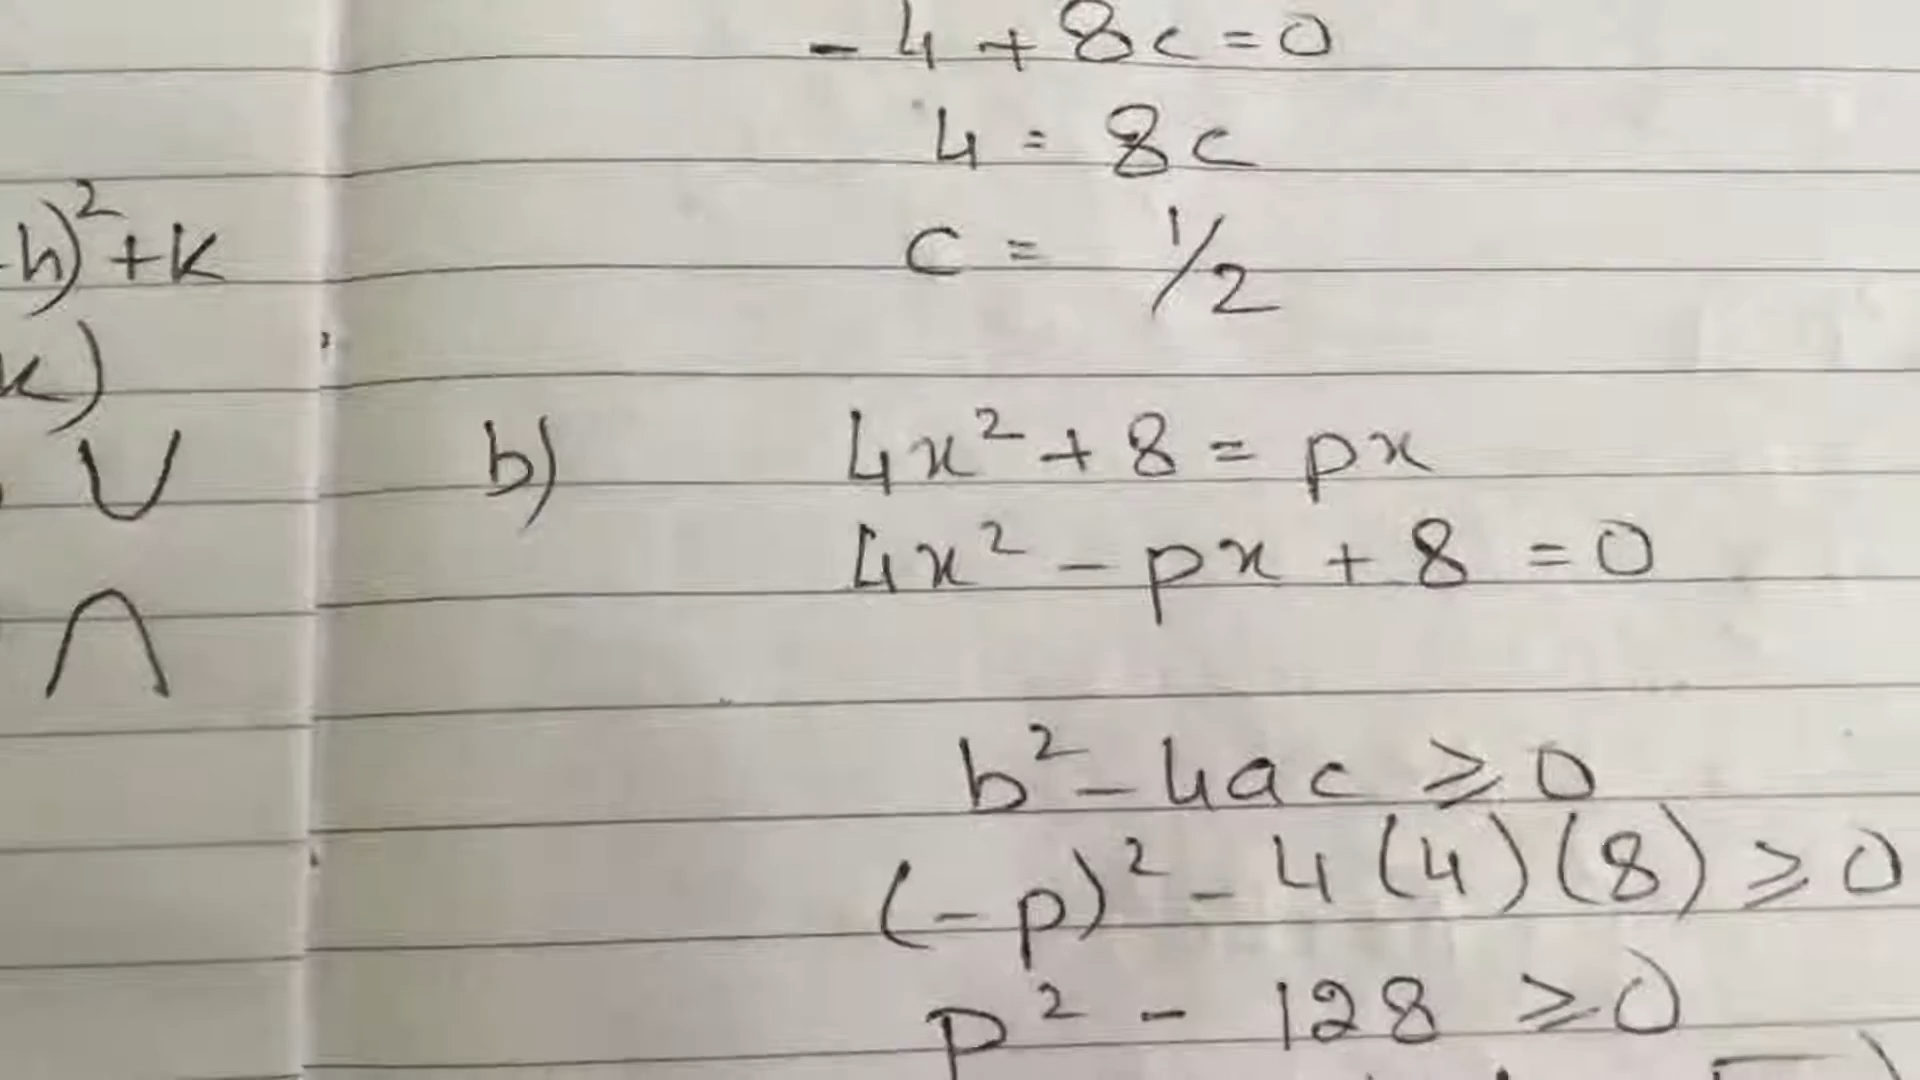 -h)²+k
k)
-4+8c=0
4=8c
c=1/2
b) 4x²+8=px
4x²-px+8=0
b²-4ac≥0
(-p)²-4(4)(8)≥0
p²-128≥0